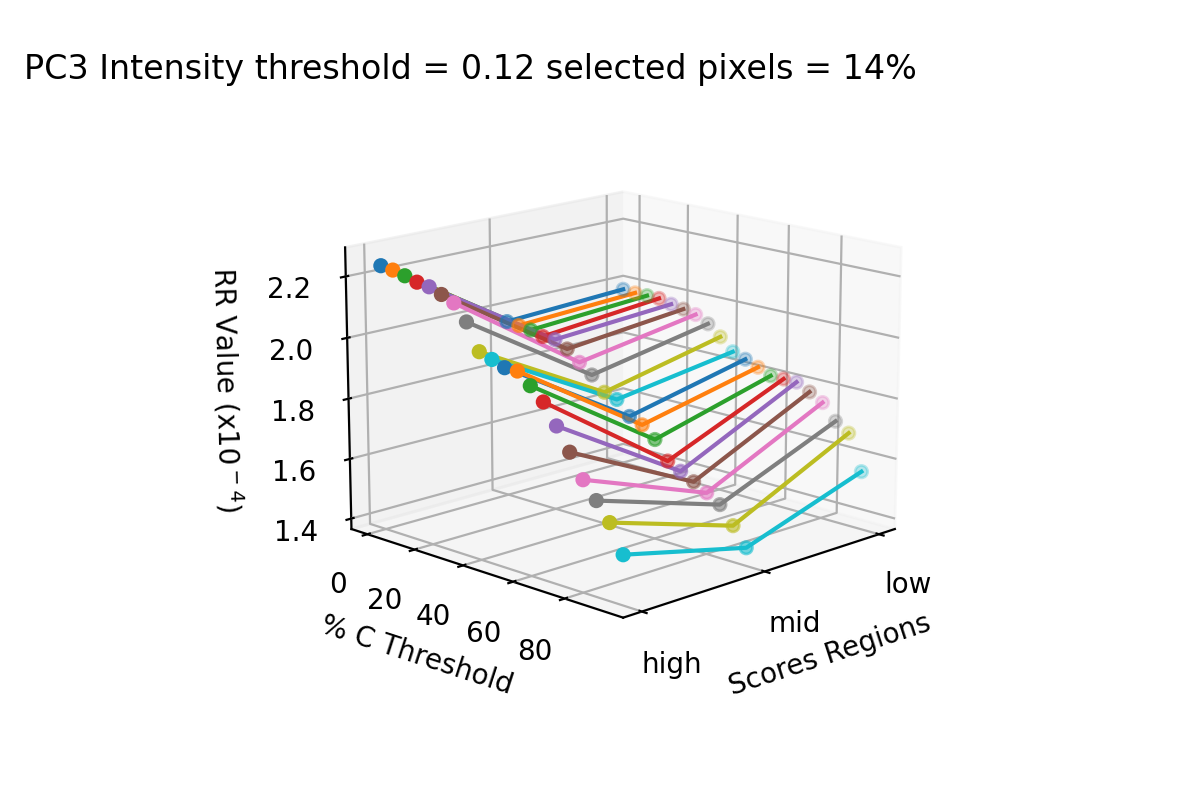 PC3 Intensity threshold = 0.12 selected pixels = 14%
RR Value (x10⁻⁴)
2.2
2.0
1.8
1.6
1.4
0
20
40
60
80
% C Threshold
high
mid
low
Scores Regions